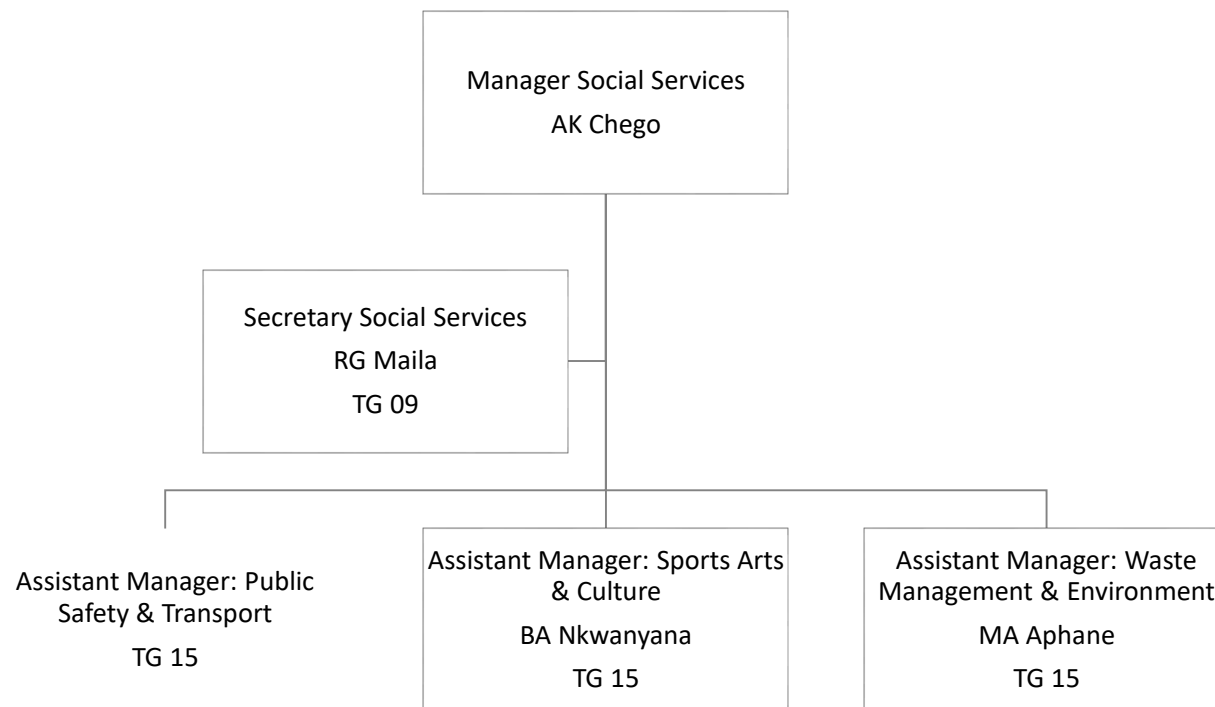 Manager Social Services
AK Chego
Secretary Social Services
RG Maila
TG 09
Assistant Manager: Public
Safety & Transport
TG 15
Assistant Manager: Sports Arts
& Culture
BA Nkwanyana
TG 15
Assistant Manager: Waste
Management & Environment
MA Aphane
TG 15